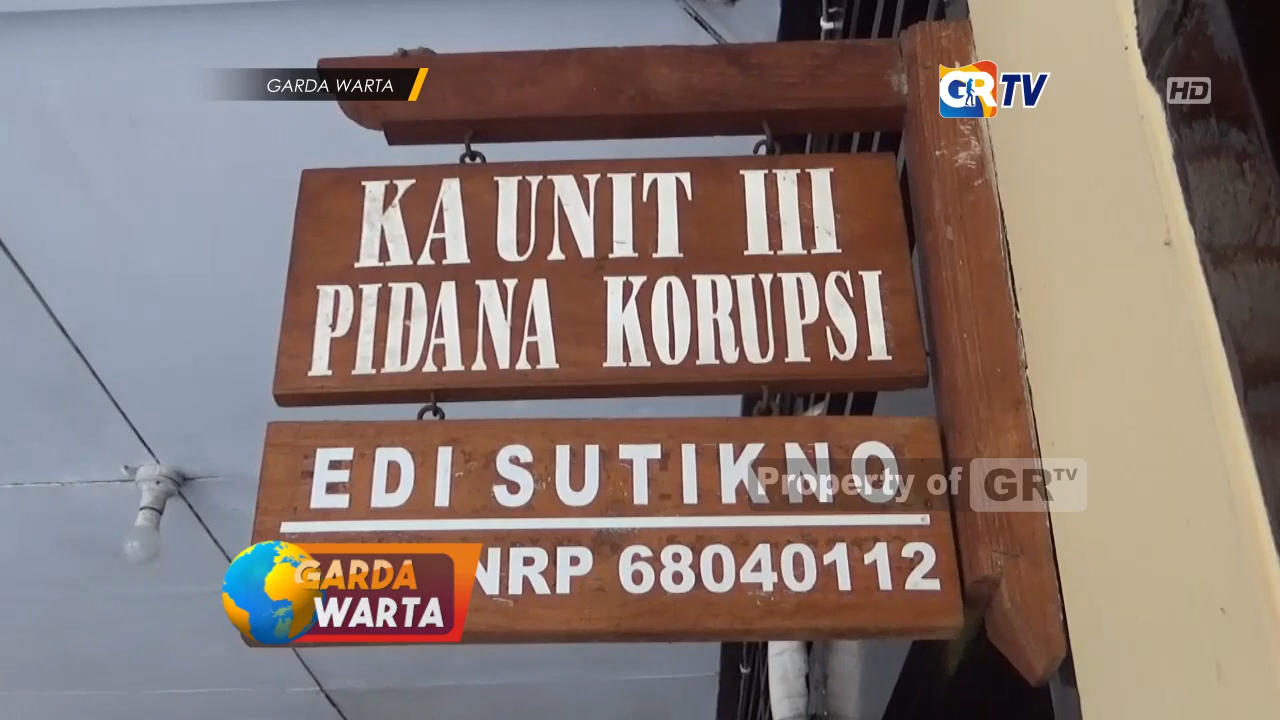 GARDA WARTA
GR TV
HD
KA UNIT III
PIDANA KORUPSI
EDI SUTIKNO
Property of GRTV
NRP 68040112
GARDA
WARTA